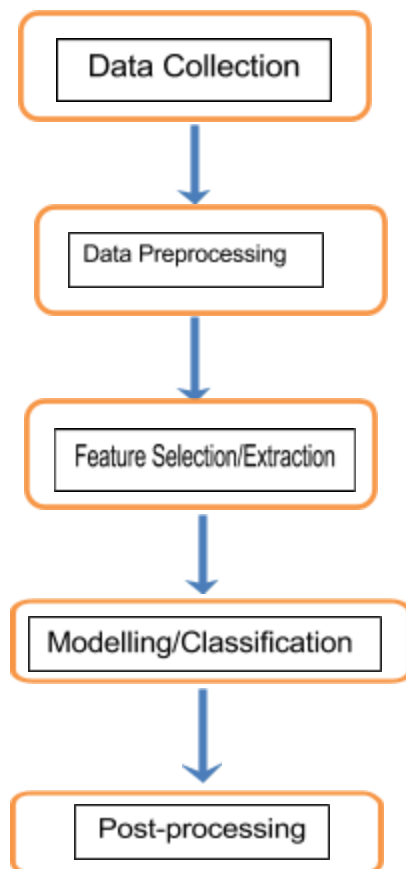 Data Collection
Data Preprocessing
Feature Selection/Extraction
Modelling/Classification
Post-processing